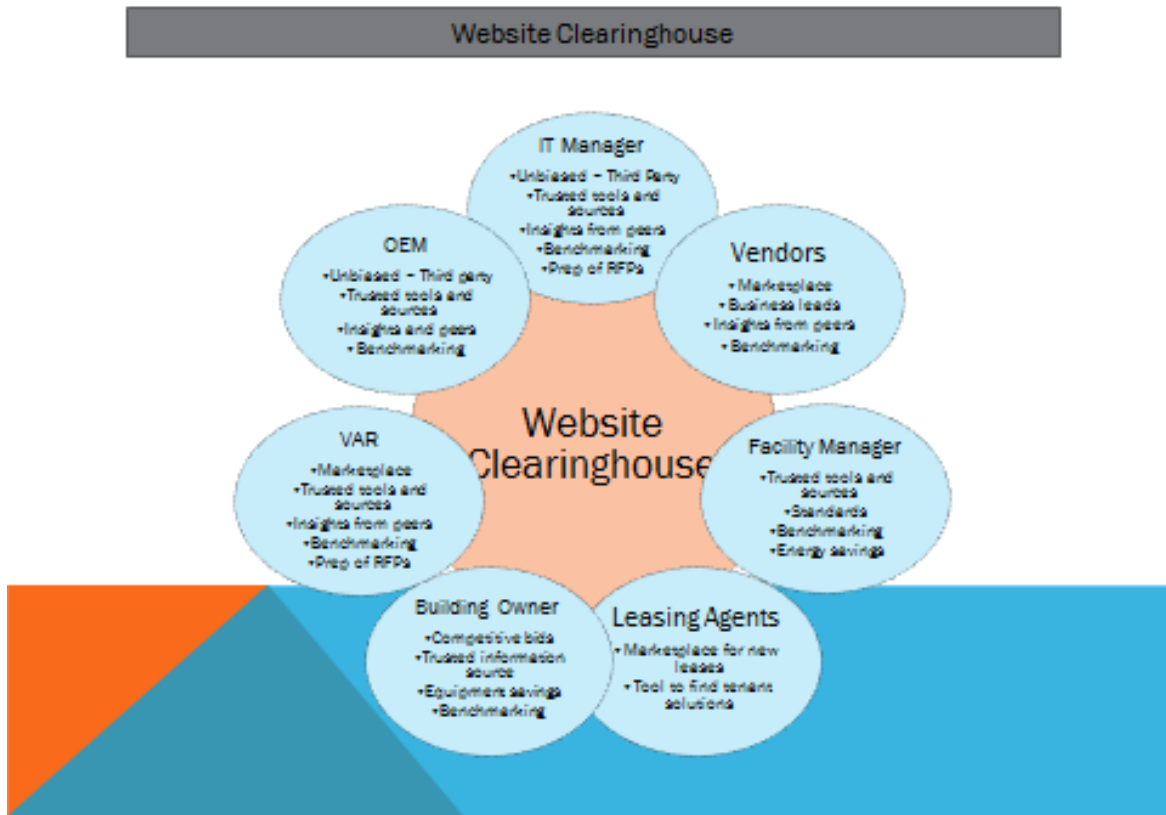 Website Clearinghouse
IT Manager
•Unbiased – Third Party
•Trusted tools and
sources
•Insights from peers
•Benchmarking
•Prep of RFPs
Vendors
• Marketplace
• Business leads
• Insights from peers
• Benchmarking
Facility Manager
•Trusted tools and
sources
•Standards
•Benchmarking
•Energy savings
Leasing Agents
• Marketplace for new
leases
• Tool to find tenant
solutions
Building Owner
•Competitive bids
•Trusted information
source
•Equipment savings
•Benchmarking
VAR
• Marketplace
•Trusted tools and
sources
•Insights from peers
•Benchmarking
•Prep of RFPs
OEM
•Unbiased – Third party
•Trusted tools and
sources
•Insights and peers
•Benchmarking
Website
Clearinghouse